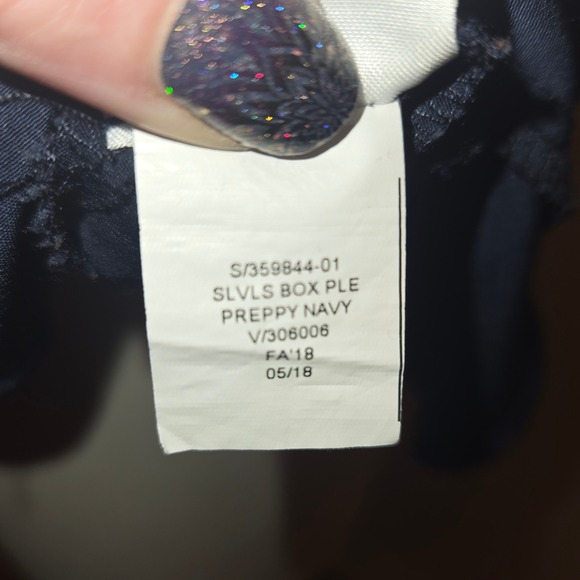 S/359844-01
SLVLS BOX PLE
PREPPY NAVY
V/306006
FA'18
05/18